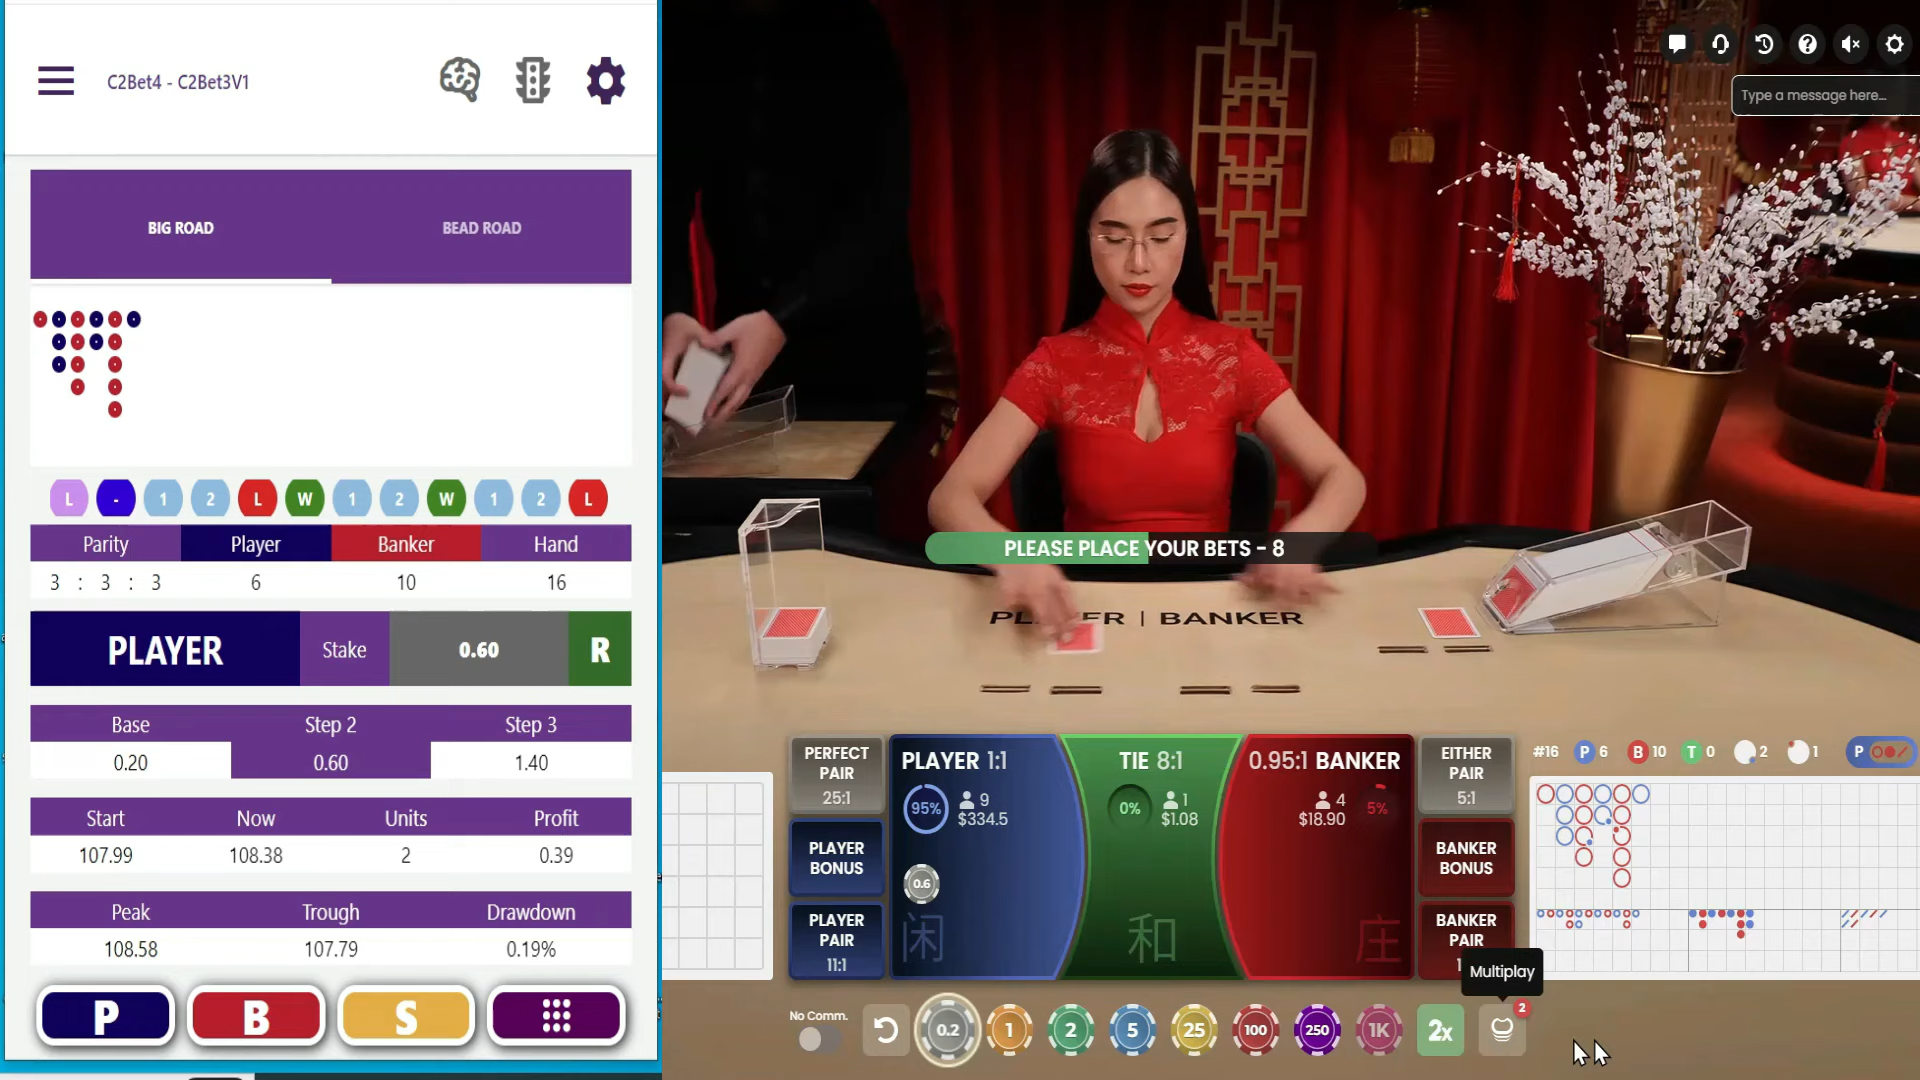 C2Bet4 - C2Bet3V1
BIG ROAD
BEAD ROAD
L - 1 2 L W 1 2 W 1 2 L
Parity Player Banker Hand
3 : 3 : 3 6 10 16
PLAYER Stake 0.60 R
Base Step 2 Step 3
0.20 0.60 1.40
Start Now Units Profit
107.99 108.38 2 0.39
Peak Trough Drawdown
108.58 107.79 0.19%
P B S
Type a message here...
PLEASE PLACE YOUR BETS - 8
PLAYER | BANKER
PERFECT
PAIR
25:1
PLAYER
BONUS
PLAYER
PAIR
11:1
PLAYER 1:1
95%
9
$334.5
0.6
闲
TIE 8:1
0%
1
$1.08
和
0.95:1 BANKER
4
$18.90
5%
庄
EITHER
PAIR
5:1
BANKER
BONUS
BANKER
PAIR
Multiplay
#16 P 6 B 10 T 0 2 1 P
No Comm.
0.2 1 2 5 25 100 250 1K 2x
2